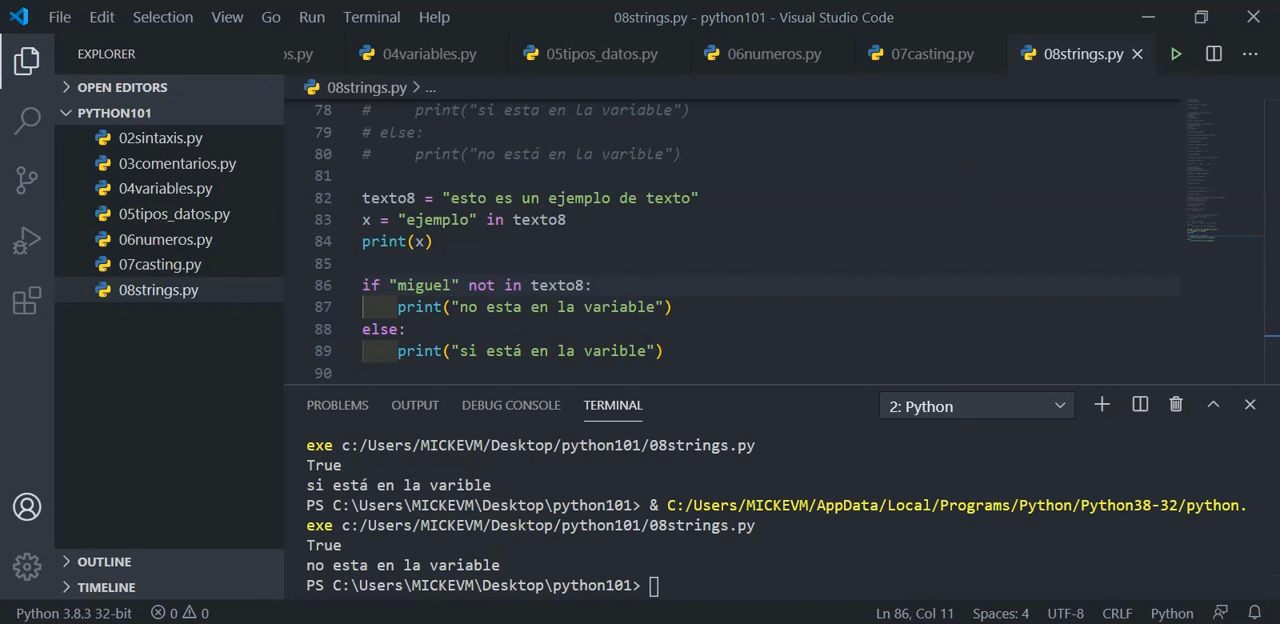 File Edit Selection View Go Run Terminal Help 08strings.py - python101 - Visual Studio Code
EXPLORER os.py 04variables.py 05tipos_datos.py 06numeros.py 07casting.py 08strings.py
OPEN EDITORS
PYTHON101
02sintaxis.py
03comentarios.py
04variables.py
05tipos_datos.py
06numeros.py
07casting.py
08strings.py
08strings.py > ...
78 #     print("si esta en la variable")
79 # else:
80 #     print("no está en la varible")
81
82 texto8 = "esto es un ejemplo de texto"
83 x = "ejemplo" in texto8
84 print(x)
85
86 if "miguel" not in texto8:
87     print("no esta en la variable")
88 else:
89     print("si está en la varible")
90
PROBLEMS OUTPUT DEBUG CONSOLE TERMINAL 2: Python
exe c:/Users/MICKEVM/Desktop/python101/08strings.py
True
si está en la varible
PS C:\Users\MICKEVM\Desktop\python101> & C:/Users/MICKEVM/AppData/Local/Programs/Python/Python38-32/python.
exe c:/Users/MICKEVM/Desktop/python101/08strings.py
True
no esta en la variable
PS C:\Users\MICKEVM\Desktop\python101>
OUTLINE
TIMELINE
Python 3.8.3 32-bit 0 0 Ln 86, Col 11 Spaces: 4 UTF-8 CRLF Python